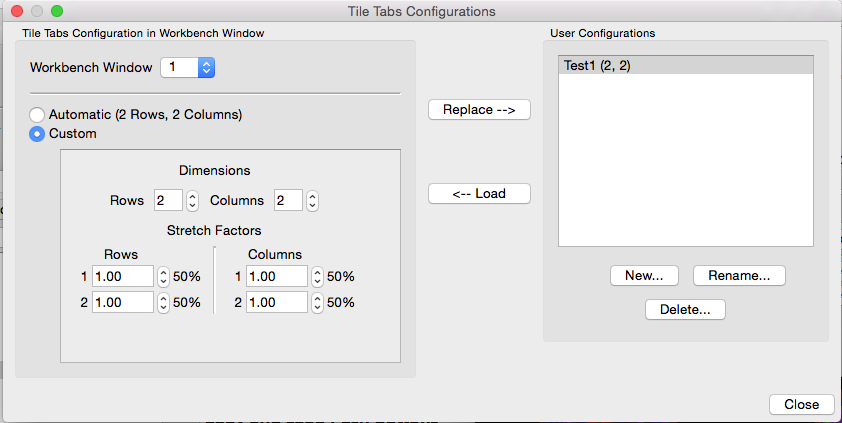 Tile Tabs Configurations
Tile Tabs Configuration in Workbench Window
Workbench Window 1
Automatic (2 Rows, 2 Columns)
Custom
Dimensions
Rows 2 Columns 2
Stretch Factors
Rows Columns
1 1.00 50% 1 1.00 50%
2 1.00 50% 2 1.00 50%
Replace -->
<-- Load
User Configurations
Test1 (2, 2)
New... Rename...
Delete...
Close